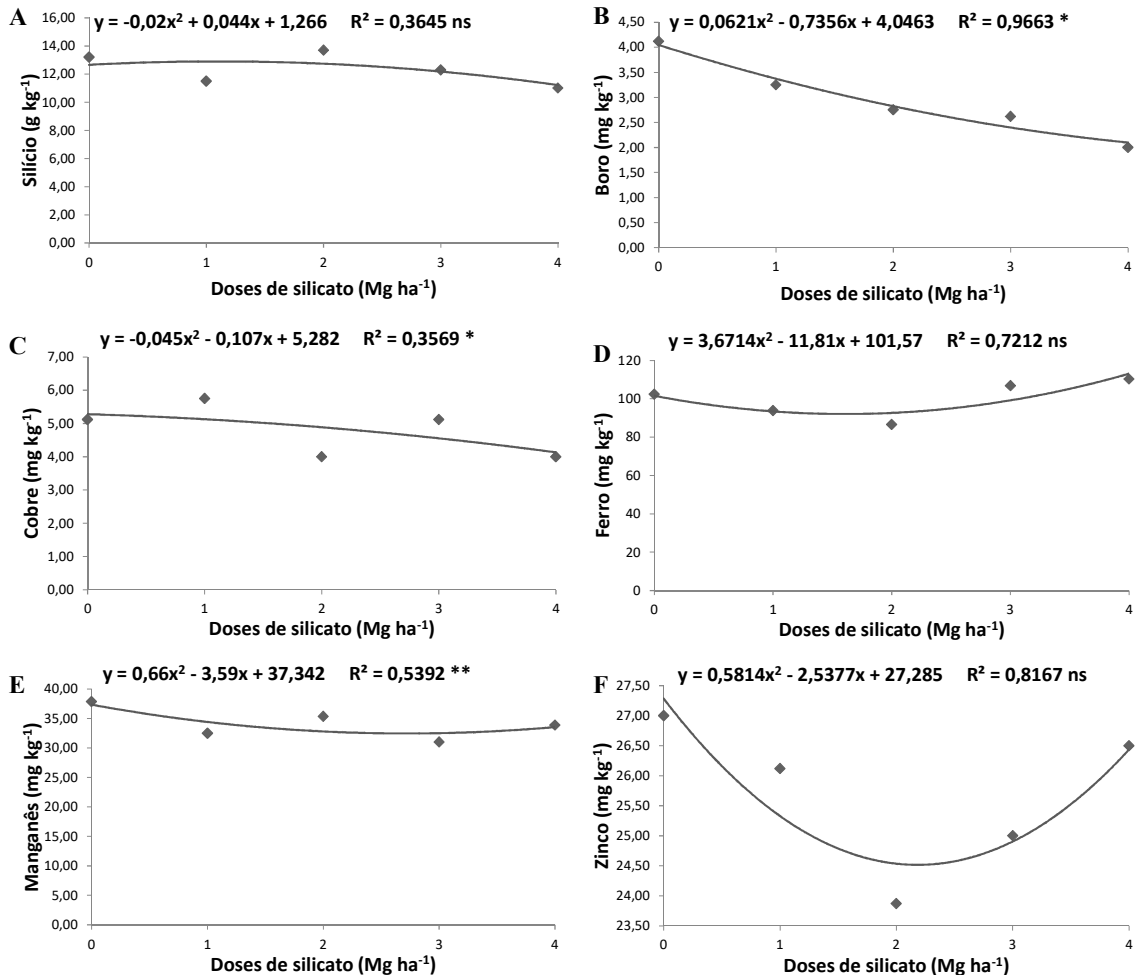 A
y = -0,02x² + 0,044x + 1,266 R² = 0,3645 ns
Silício (g kg⁻¹)
16,00
14,00
12,00
10,00
8,00
6,00
4,00
2,00
0,00
0 1 2 3 4
Doses de silicato (Mg ha⁻¹)
B
y = 0,0621x² - 0,7356x + 4,0463 R² = 0,9663 *
Boro (mg kg⁻¹)
4,50
4,00
3,50
3,00
2,50
2,00
1,50
1,00
0,50
0,00
0 1 2 3 4
Doses de silicato (Mg ha⁻¹)
C
y = -0,045x² - 0,107x + 5,282 R² = 0,3569 *
Cobre (mg kg⁻¹)
7,00
6,00
5,00
4,00
3,00
2,00
1,00
0,00
0 1 2 3 4
Doses de silicato (Mg ha⁻¹)
D
y = 3,6714x² - 11,81x + 101,57 R² = 0,7212 ns
Ferro (mg kg⁻¹)
120
100
80
60
40
20
0
0 1 2 3 4
Doses de silicato (Mg ha⁻¹)
E
y = 0,66x² - 3,59x + 37,342 R² = 0,5392 **
Manganês (mg kg⁻¹)
40,00
35,00
30,00
25,00
20,00
15,00
10,00
5,00
0,00
0 1 2 3 4
Doses de silicato (Mg ha⁻¹)
F
y = 0,5814x² - 2,5377x + 27,285 R² = 0,8167 ns
Zinco (mg kg⁻¹)
27,50
27,00
26,50
26,00
25,50
25,00
24,50
24,00
23,50
0 1 2 3 4
Doses de silicato (Mg ha⁻¹)